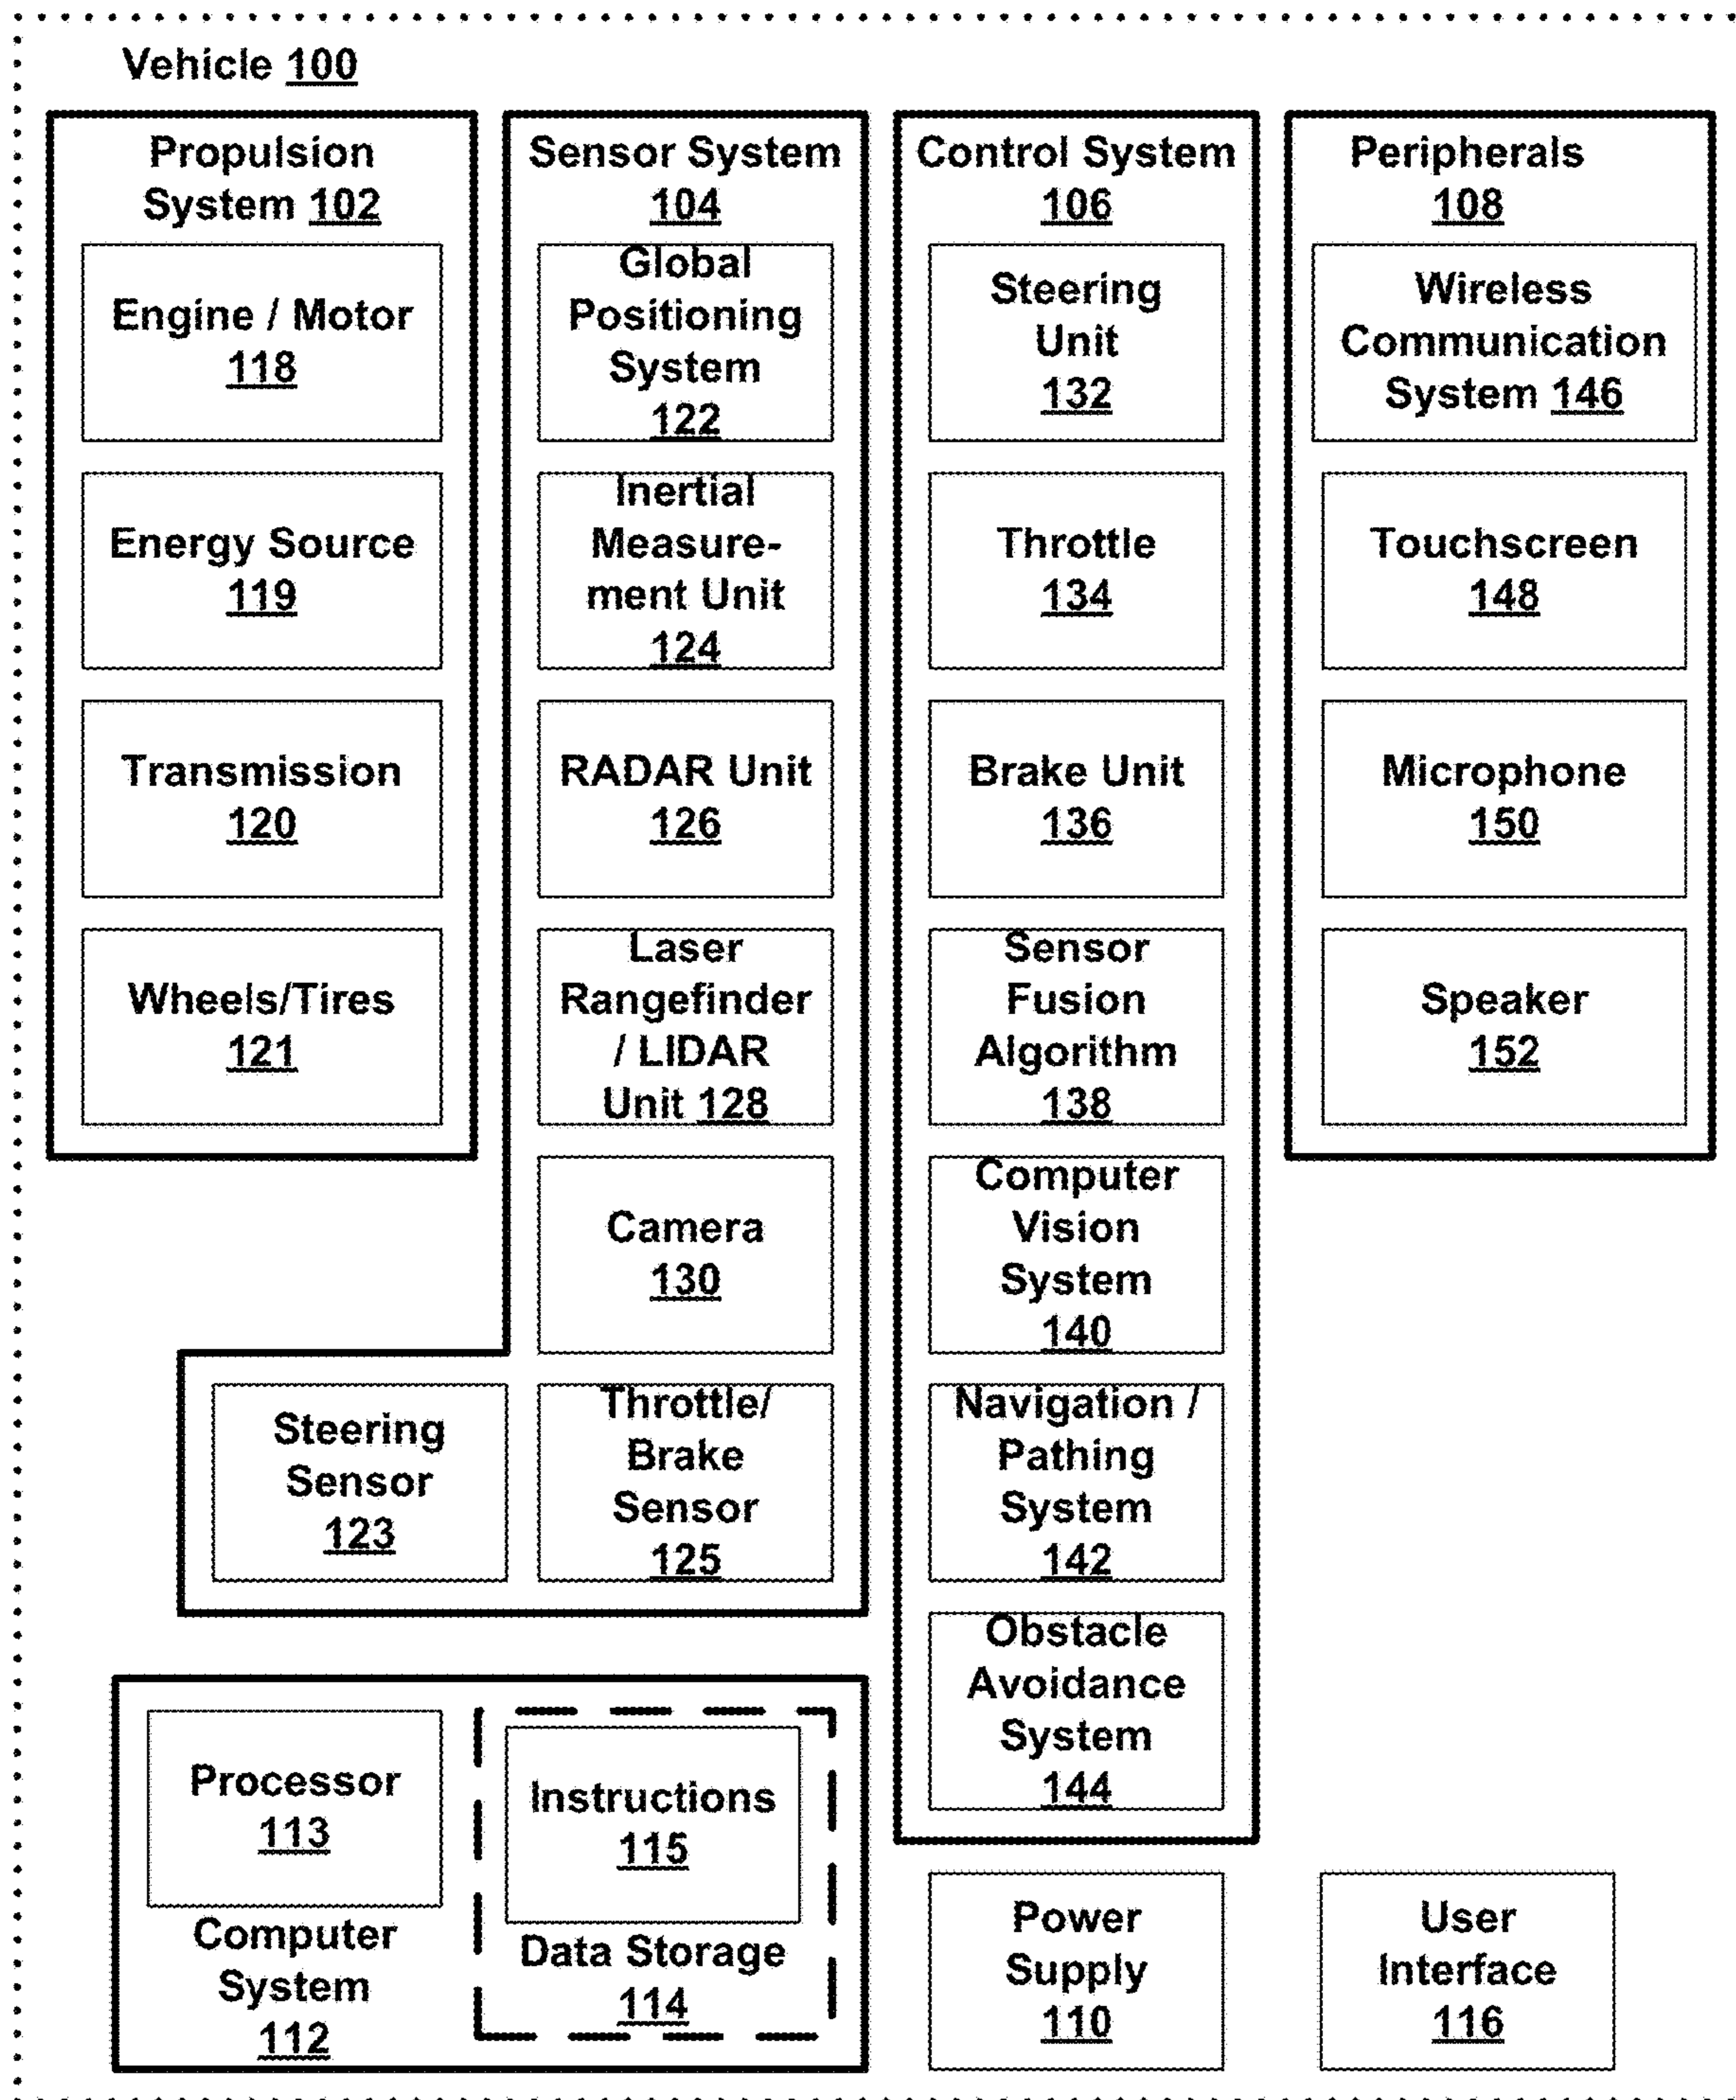 Vehicle 100
Propulsion
System 102
Engine / Motor
118
Energy Source
119
Transmission
120
Wheels/Tires
121
Sensor System
104
Global
Positioning
System
122
Inertial
Measure-
ment Unit
124
RADAR Unit
126
Laser
Rangefinder
/ LIDAR
Unit 128
Camera
130
Steering
Sensor
123
Throttle/
Brake
Sensor
125
Control System
106
Steering
Unit
132
Throttle
134
Brake Unit
136
Sensor
Fusion
Algorithm
138
Computer
Vision
System
140
Navigation /
Pathing
System
142
Obstacle
Avoidance
System
144
Peripherals
108
Wireless
Communication
System 146
Touchscreen
148
Microphone
150
Speaker
152
Processor
113
Computer
System
112
Instructions
115
Data Storage
114
Power
Supply
110
User
Interface
116